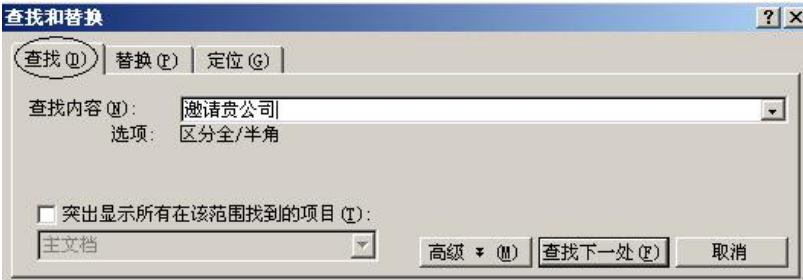 查找和替换
查找(D) 替换(P) 定位(G)
查找内容(N): 邀请贵公司
选项: 区分全/半角
突出显示所有在该范围找到的项目(T):
主文档
高级 (M) 查找下一处(F) 取消